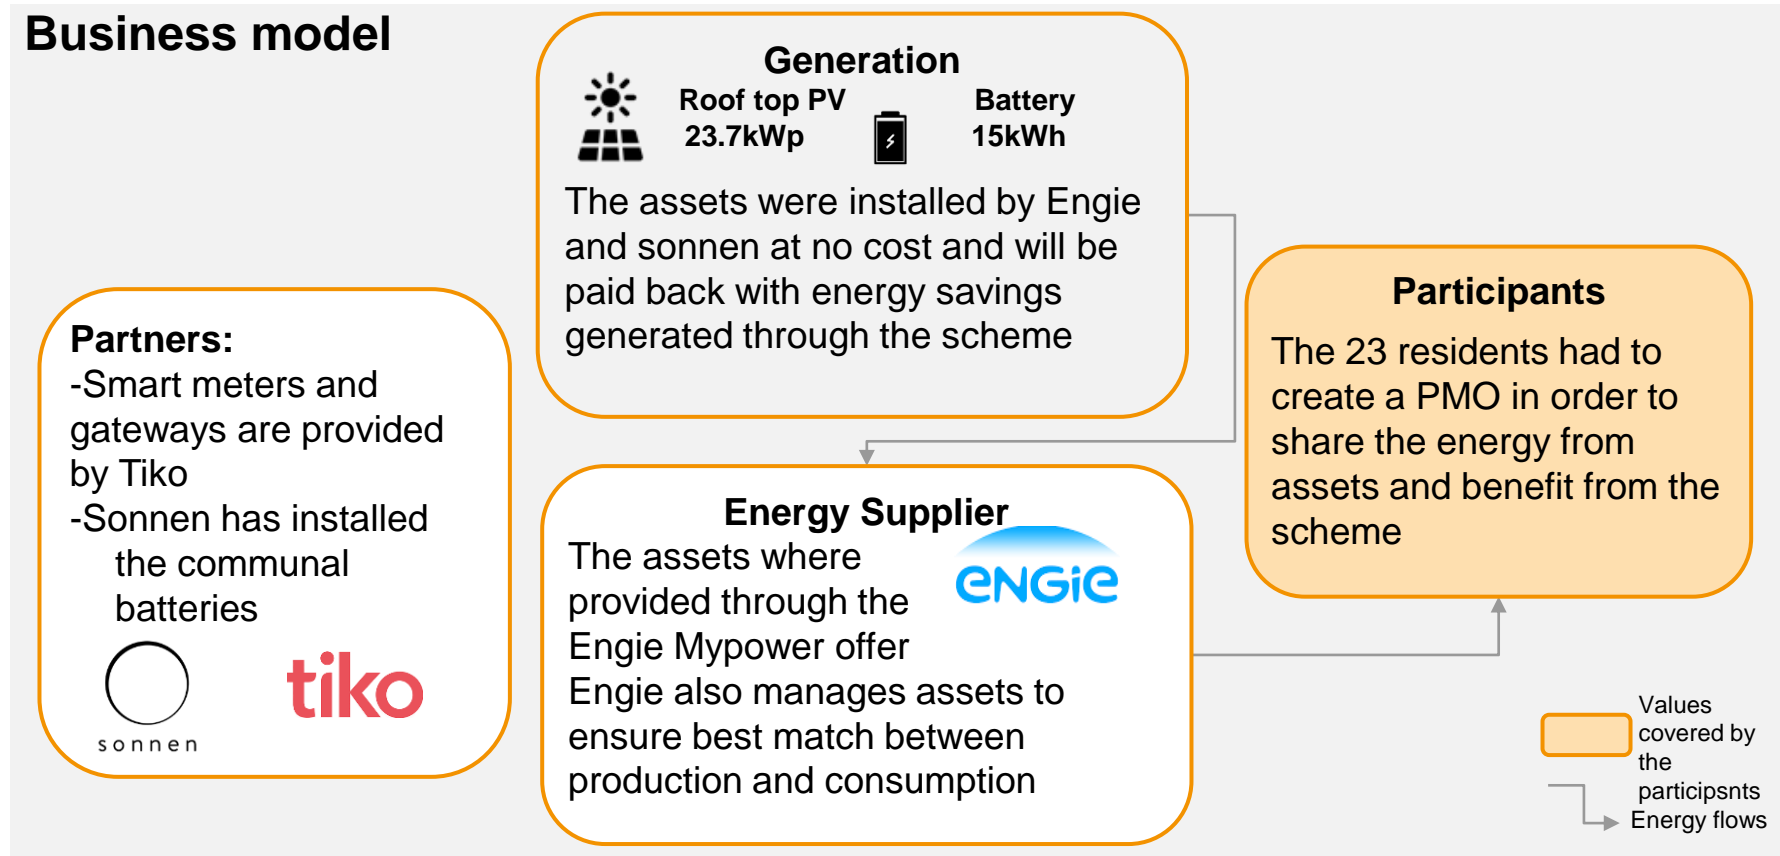 Business model
Generation
Roof top PV
23.7kWp
Battery
15kWh
The assets were installed by Engie
and sonnen at no cost and will be
paid back with energy savings
generated through the scheme
Partners:
-Smart meters and
gateways are provided
by Tiko
-Sonnen has installed
the communal
batteries
sonnen
tiko
Energy Supplier
The assets where
provided through the
Engie Mypower offer
Engie also manages assets to
ensure best match between
production and consumption
ENGiE
Participants
The 23 residents had to
create a PMO in order to
share the energy from
assets and benefit from the
scheme
Values
covered by
the
participsnts
Energy flows